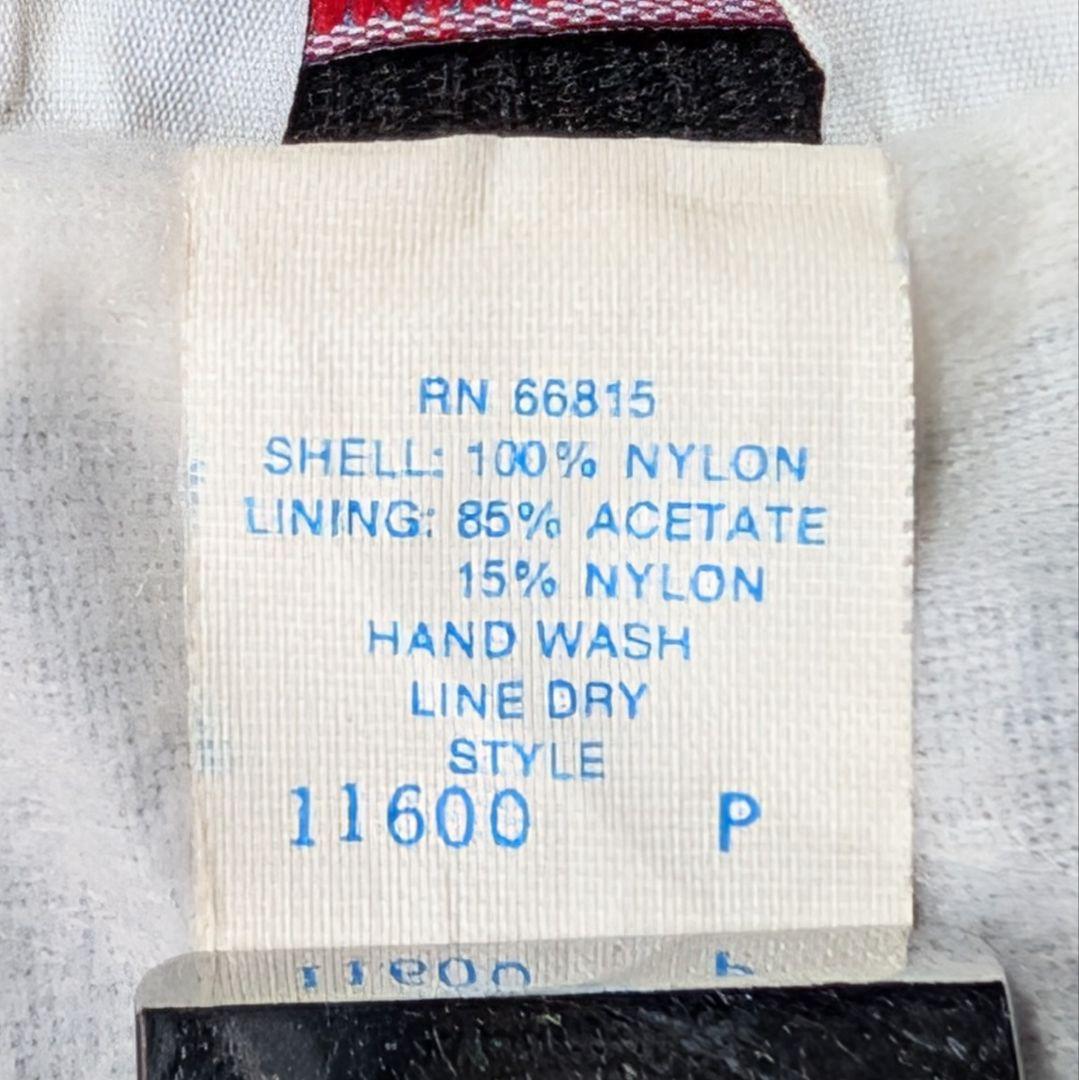 RN 66815
SHELL: 100% NYLON
LINING: 85% ACETATE
15% NYLON
HAND WASH
LINE DRY
STYLE
11600 P